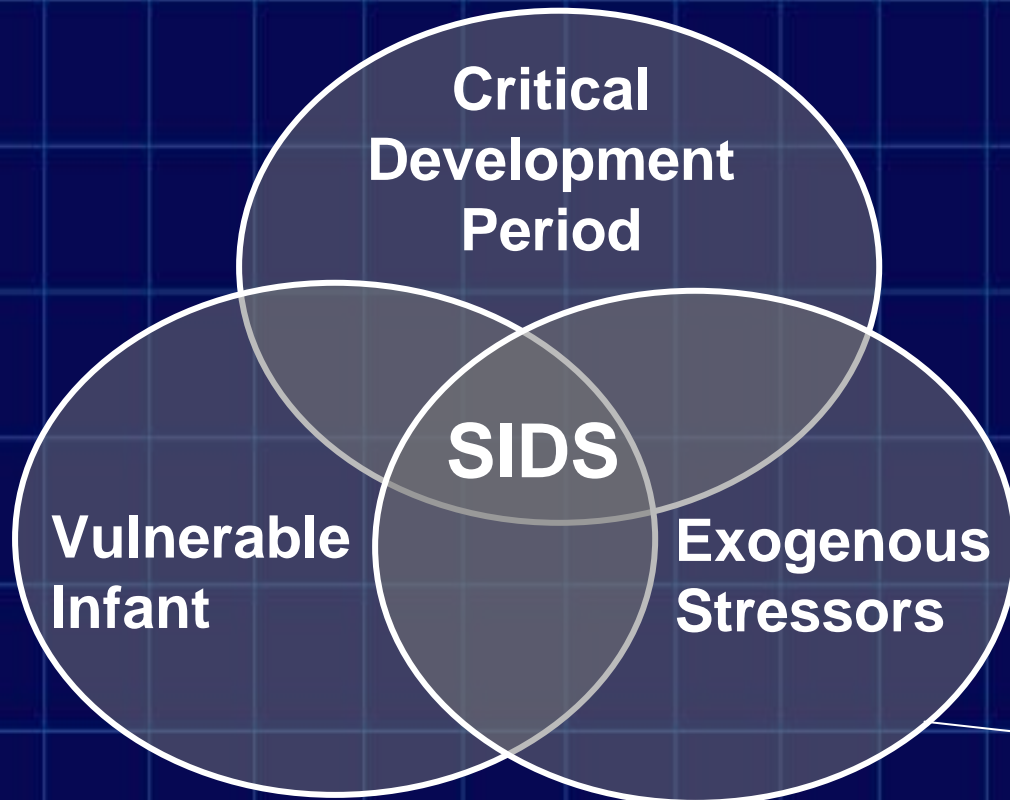 Critical
Development
Period
SIDS
Vulnerable
Infant
Exogenous
Stressors